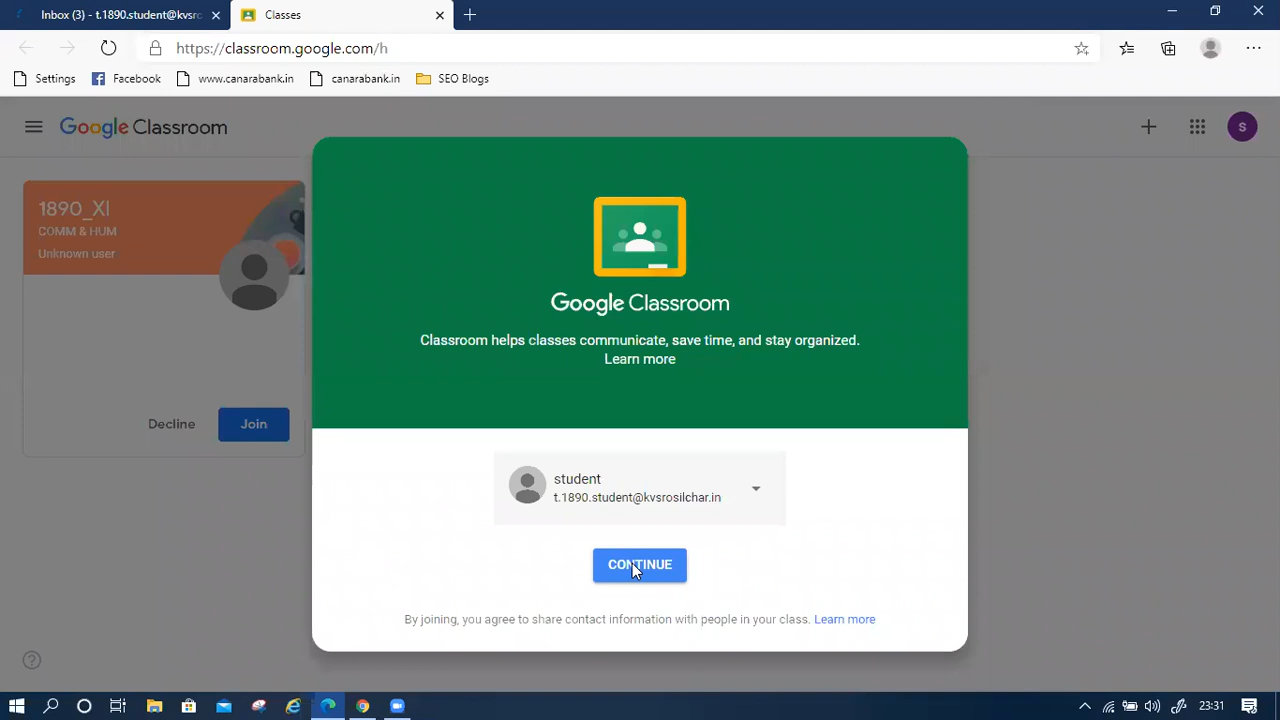 Inbox (3) - t.1890.student@kvsrc
Classes
https://classroom.google.com/h
Settings
Facebook
www.canarabank.in
canarabank.in
SEO Blogs
Google Classroom
S
1890_XI
COMM & HUM
Unknown user
Decline
Join
Google Classroom
Classroom helps classes communicate, save time, and stay organized.
Learn more
student
t.1890.student@kvsrosilchar.in
CONTINUE
By joining, you agree to share contact information with people in your class. Learn more
23:31